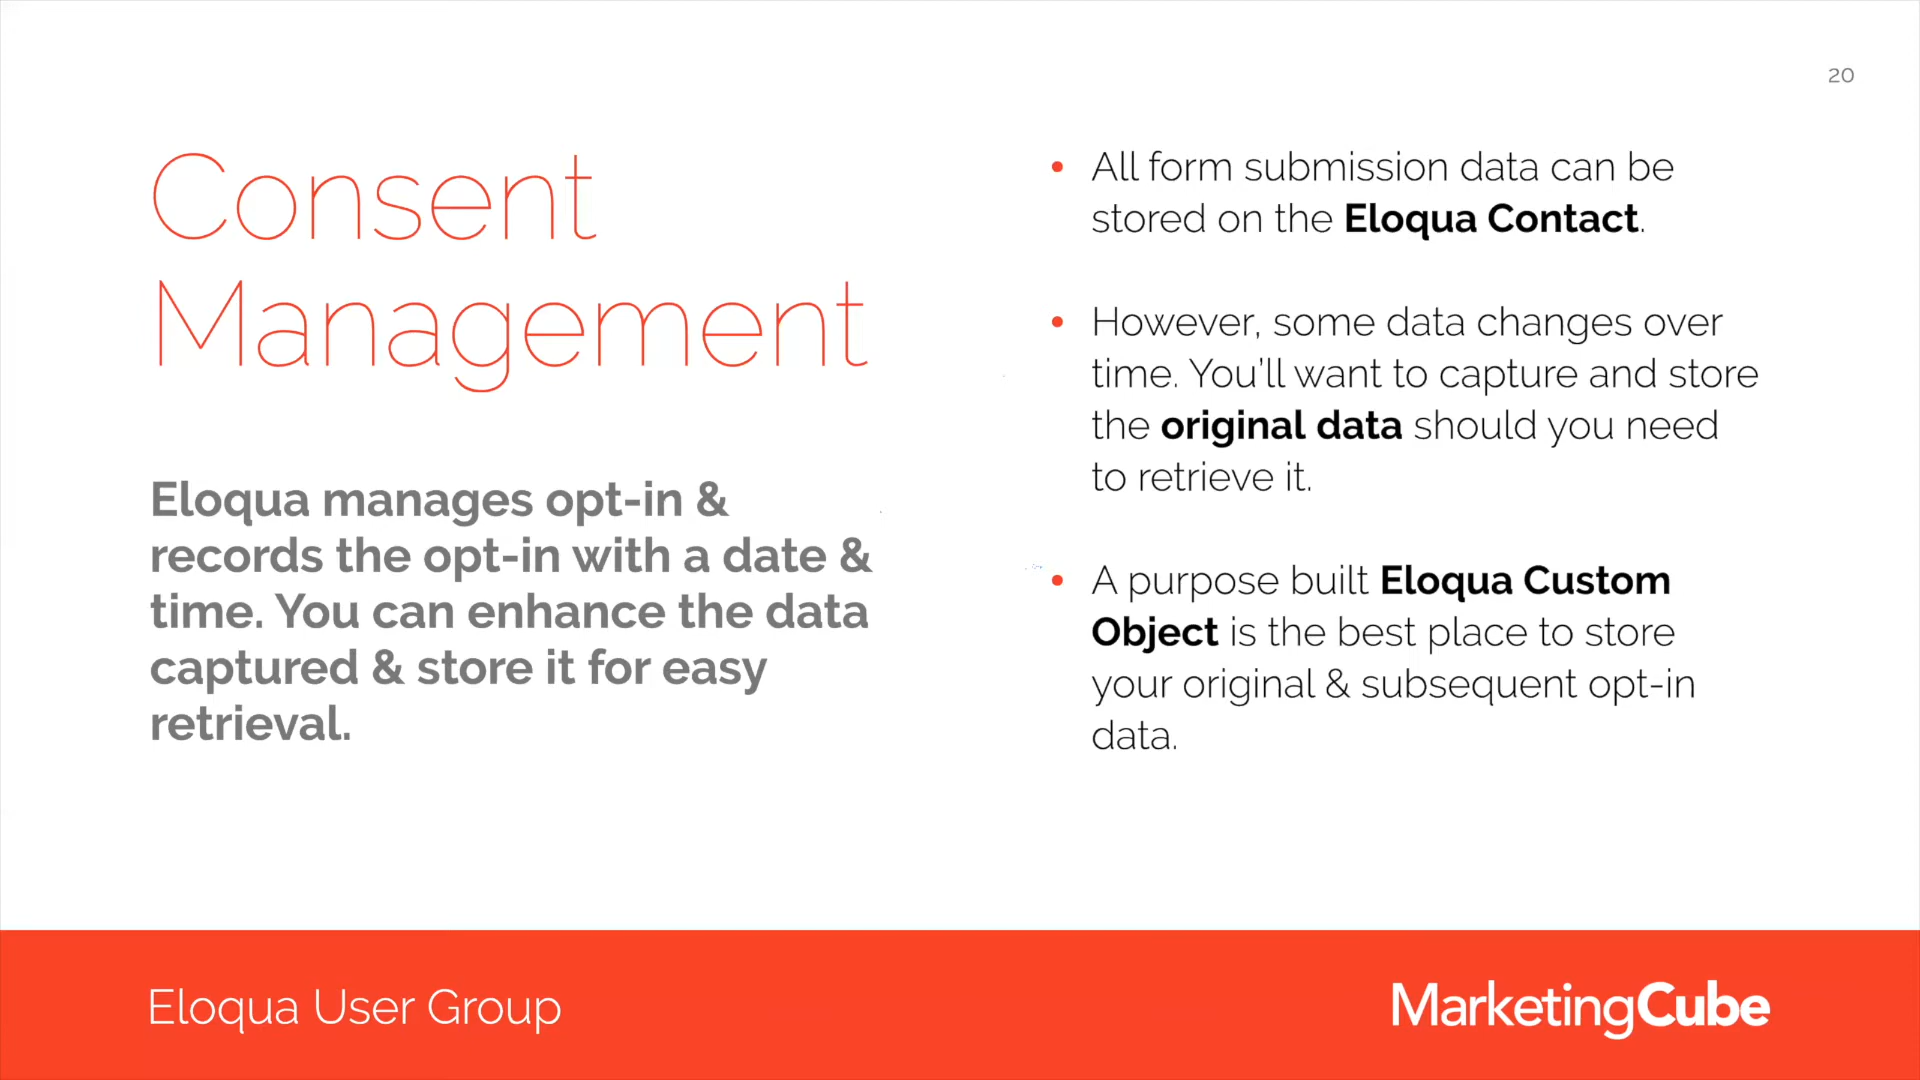 20
Consent
Management
Eloqua manages opt-in &
records the opt-in with a date &
time. You can enhance the data
captured & store it for easy
retrieval.
• All form submission data can be
stored on the Eloqua Contact.
• However, some data changes over
time. You'll want to capture and store
the original data should you need
to retrieve it.
• A purpose built Eloqua Custom
Object is the best place to store
your original & subsequent opt-in
data.
Eloqua User Group
MarketingCube